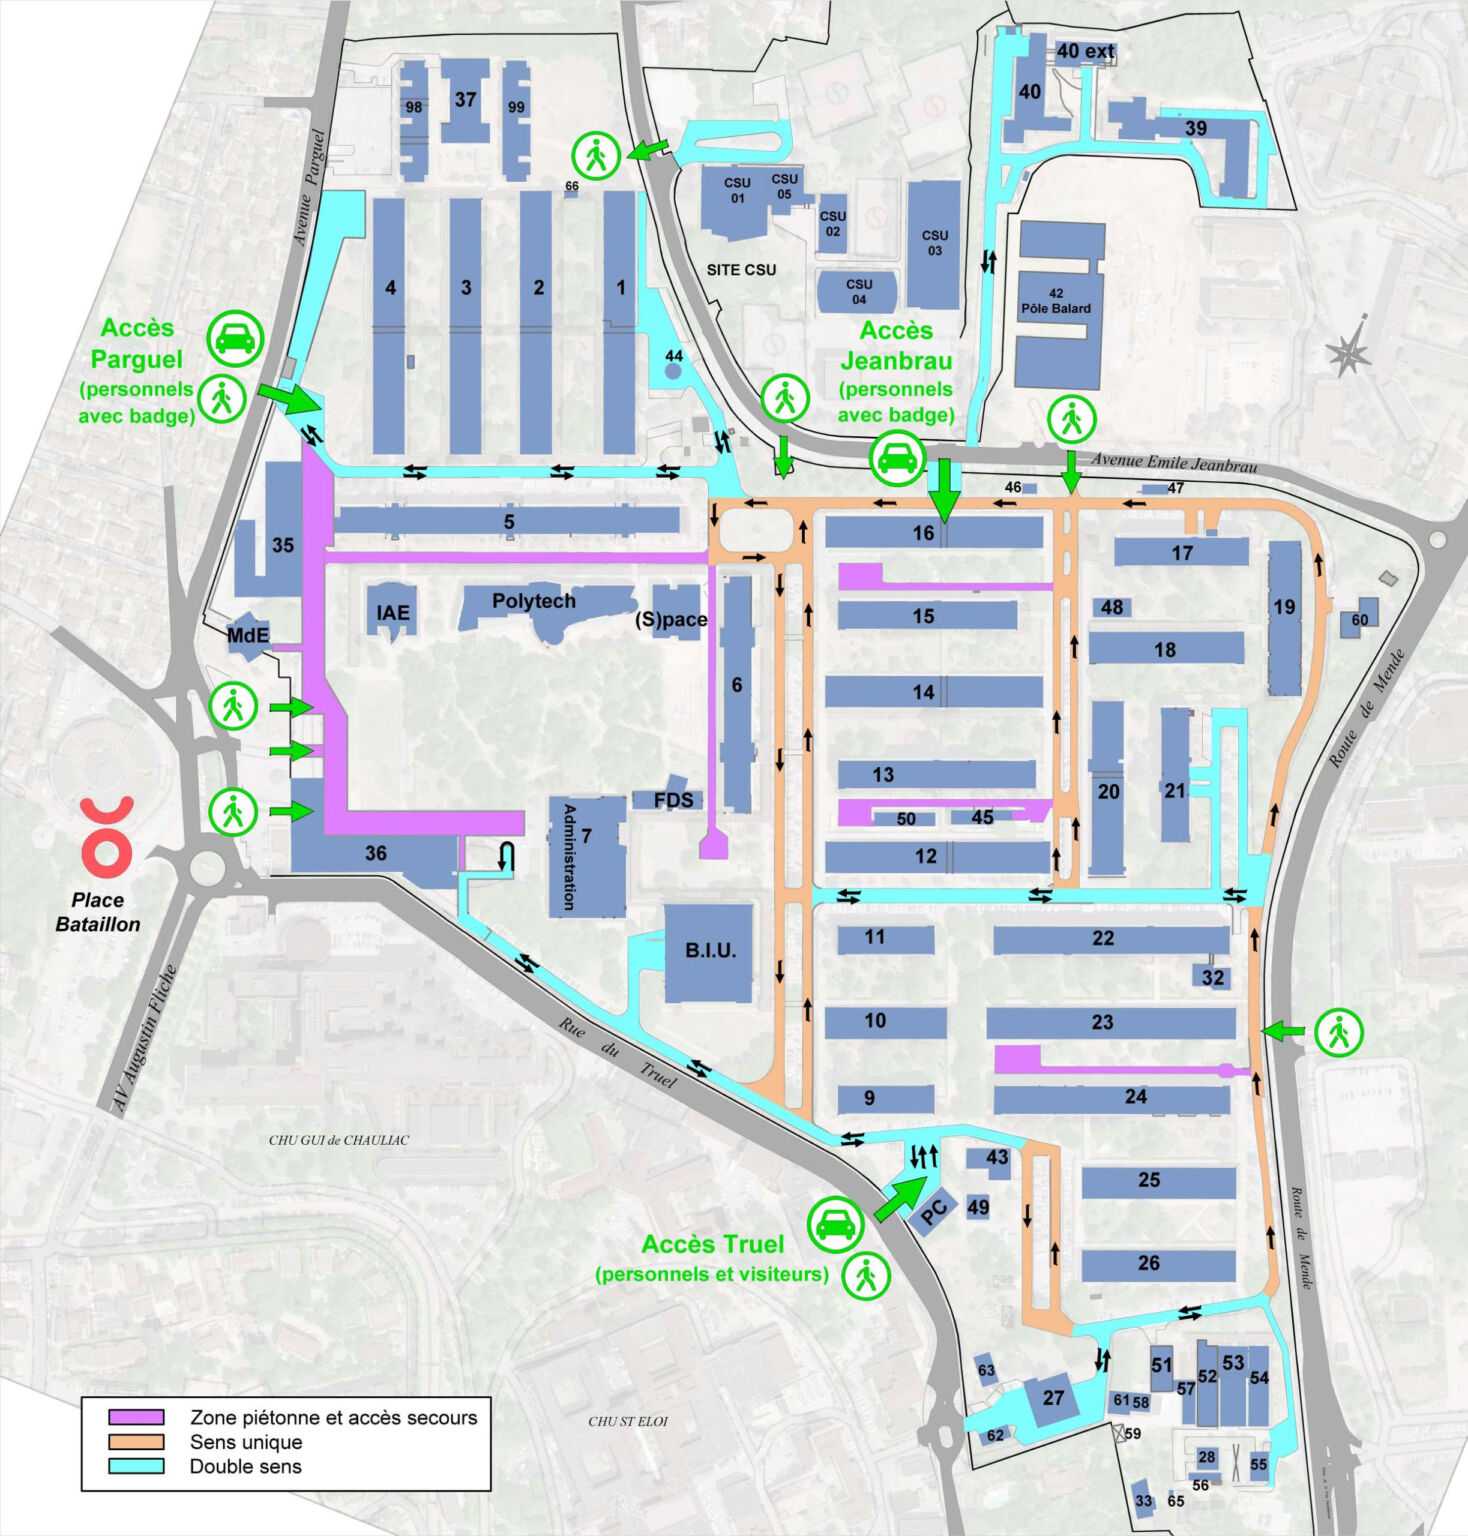 40 ext
40
39
98
37
99
Avenue Parguel
66
CSU
01
CSU
05
CSU
02
CSU
03
CSU
04
SITE CSU
4
3
2
1
42
Pôle Balard
44
Accès
Parguel
(personnels
avec badge)
Accès
Jeanbrau
(personnels
avec badge)
Avenue Emile Jeanbrau
46
47
5
16
17
35
19
IAE
Polytech
(S)pace
15
48
60
MdE
18
6
14
Route de Mende
13
20
21
FDS
50
45
7
Administration
36
12
Place
Bataillon
11
22
B.I.U.
32
AV Augustin Fliche
10
23
Rue du Truel
9
24
CHU GUI de CHAULIAC
43
25
49
PC
Route de Mende
Accès Truel
(personnels et visiteurs)
26
63
51
52
53
54
57
27
61
58
59
62
CHU ST ELOI
28
55
56
33
65
Zone piétonne et accès secours
Sens unique
Double sens